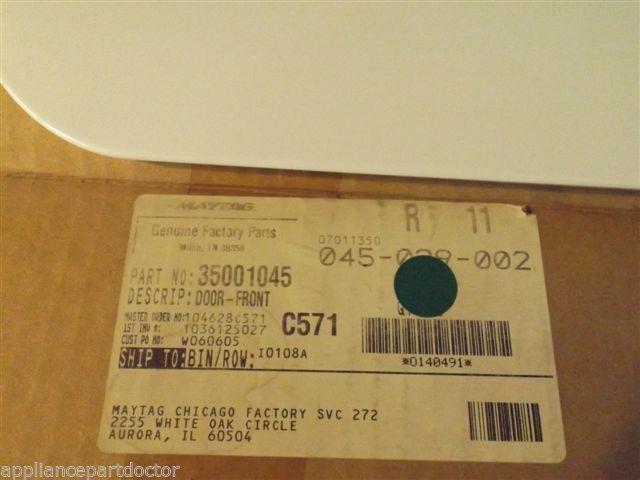 MAYTAG
Genuine Factory Parts
Milan, TN 38358
R 11
07011350
045-028-002
PART NO: 35001045
DESCRIP: DOOR-FRONT
MASTER ORDER NO: 104628C571
1ST INV #: 1036125027
C571
CUST PO NO: W060605
SHIP TO: BIN/ROW: I0108A
*0140491*
MAYTAG CHICAGO FACTORY SVC 272
2255 WHITE OAK CIRCLE
AURORA, IL 60504
appliancepartdoctor